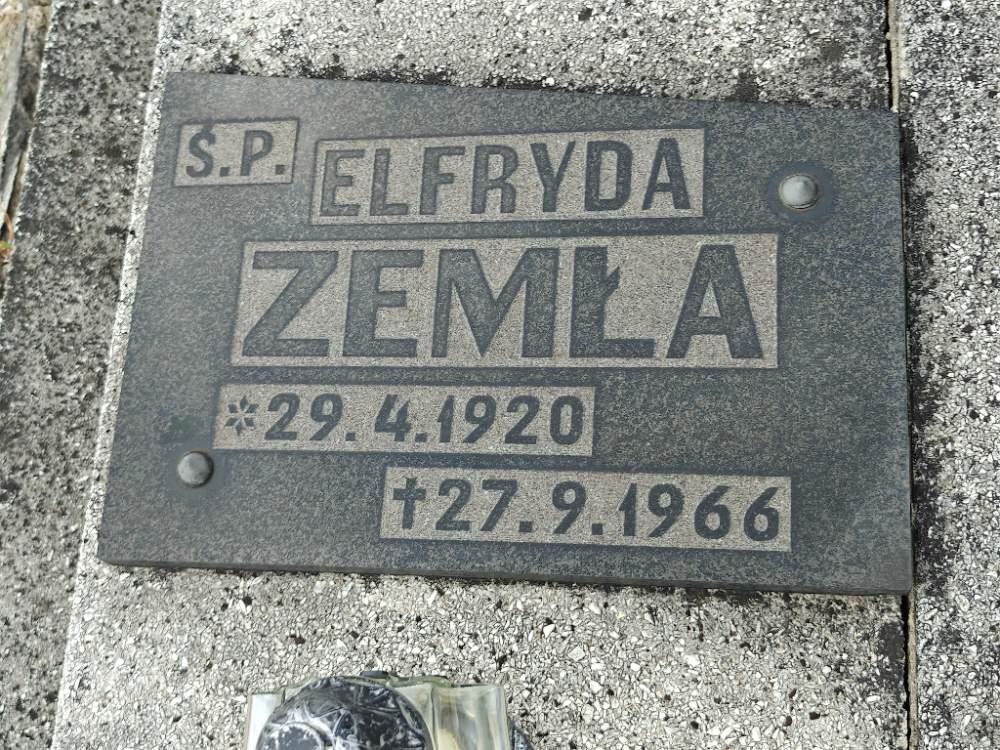 Ś.P. ELFRYDA
ZEMŁA
*29.4.1920
†27.9.1966